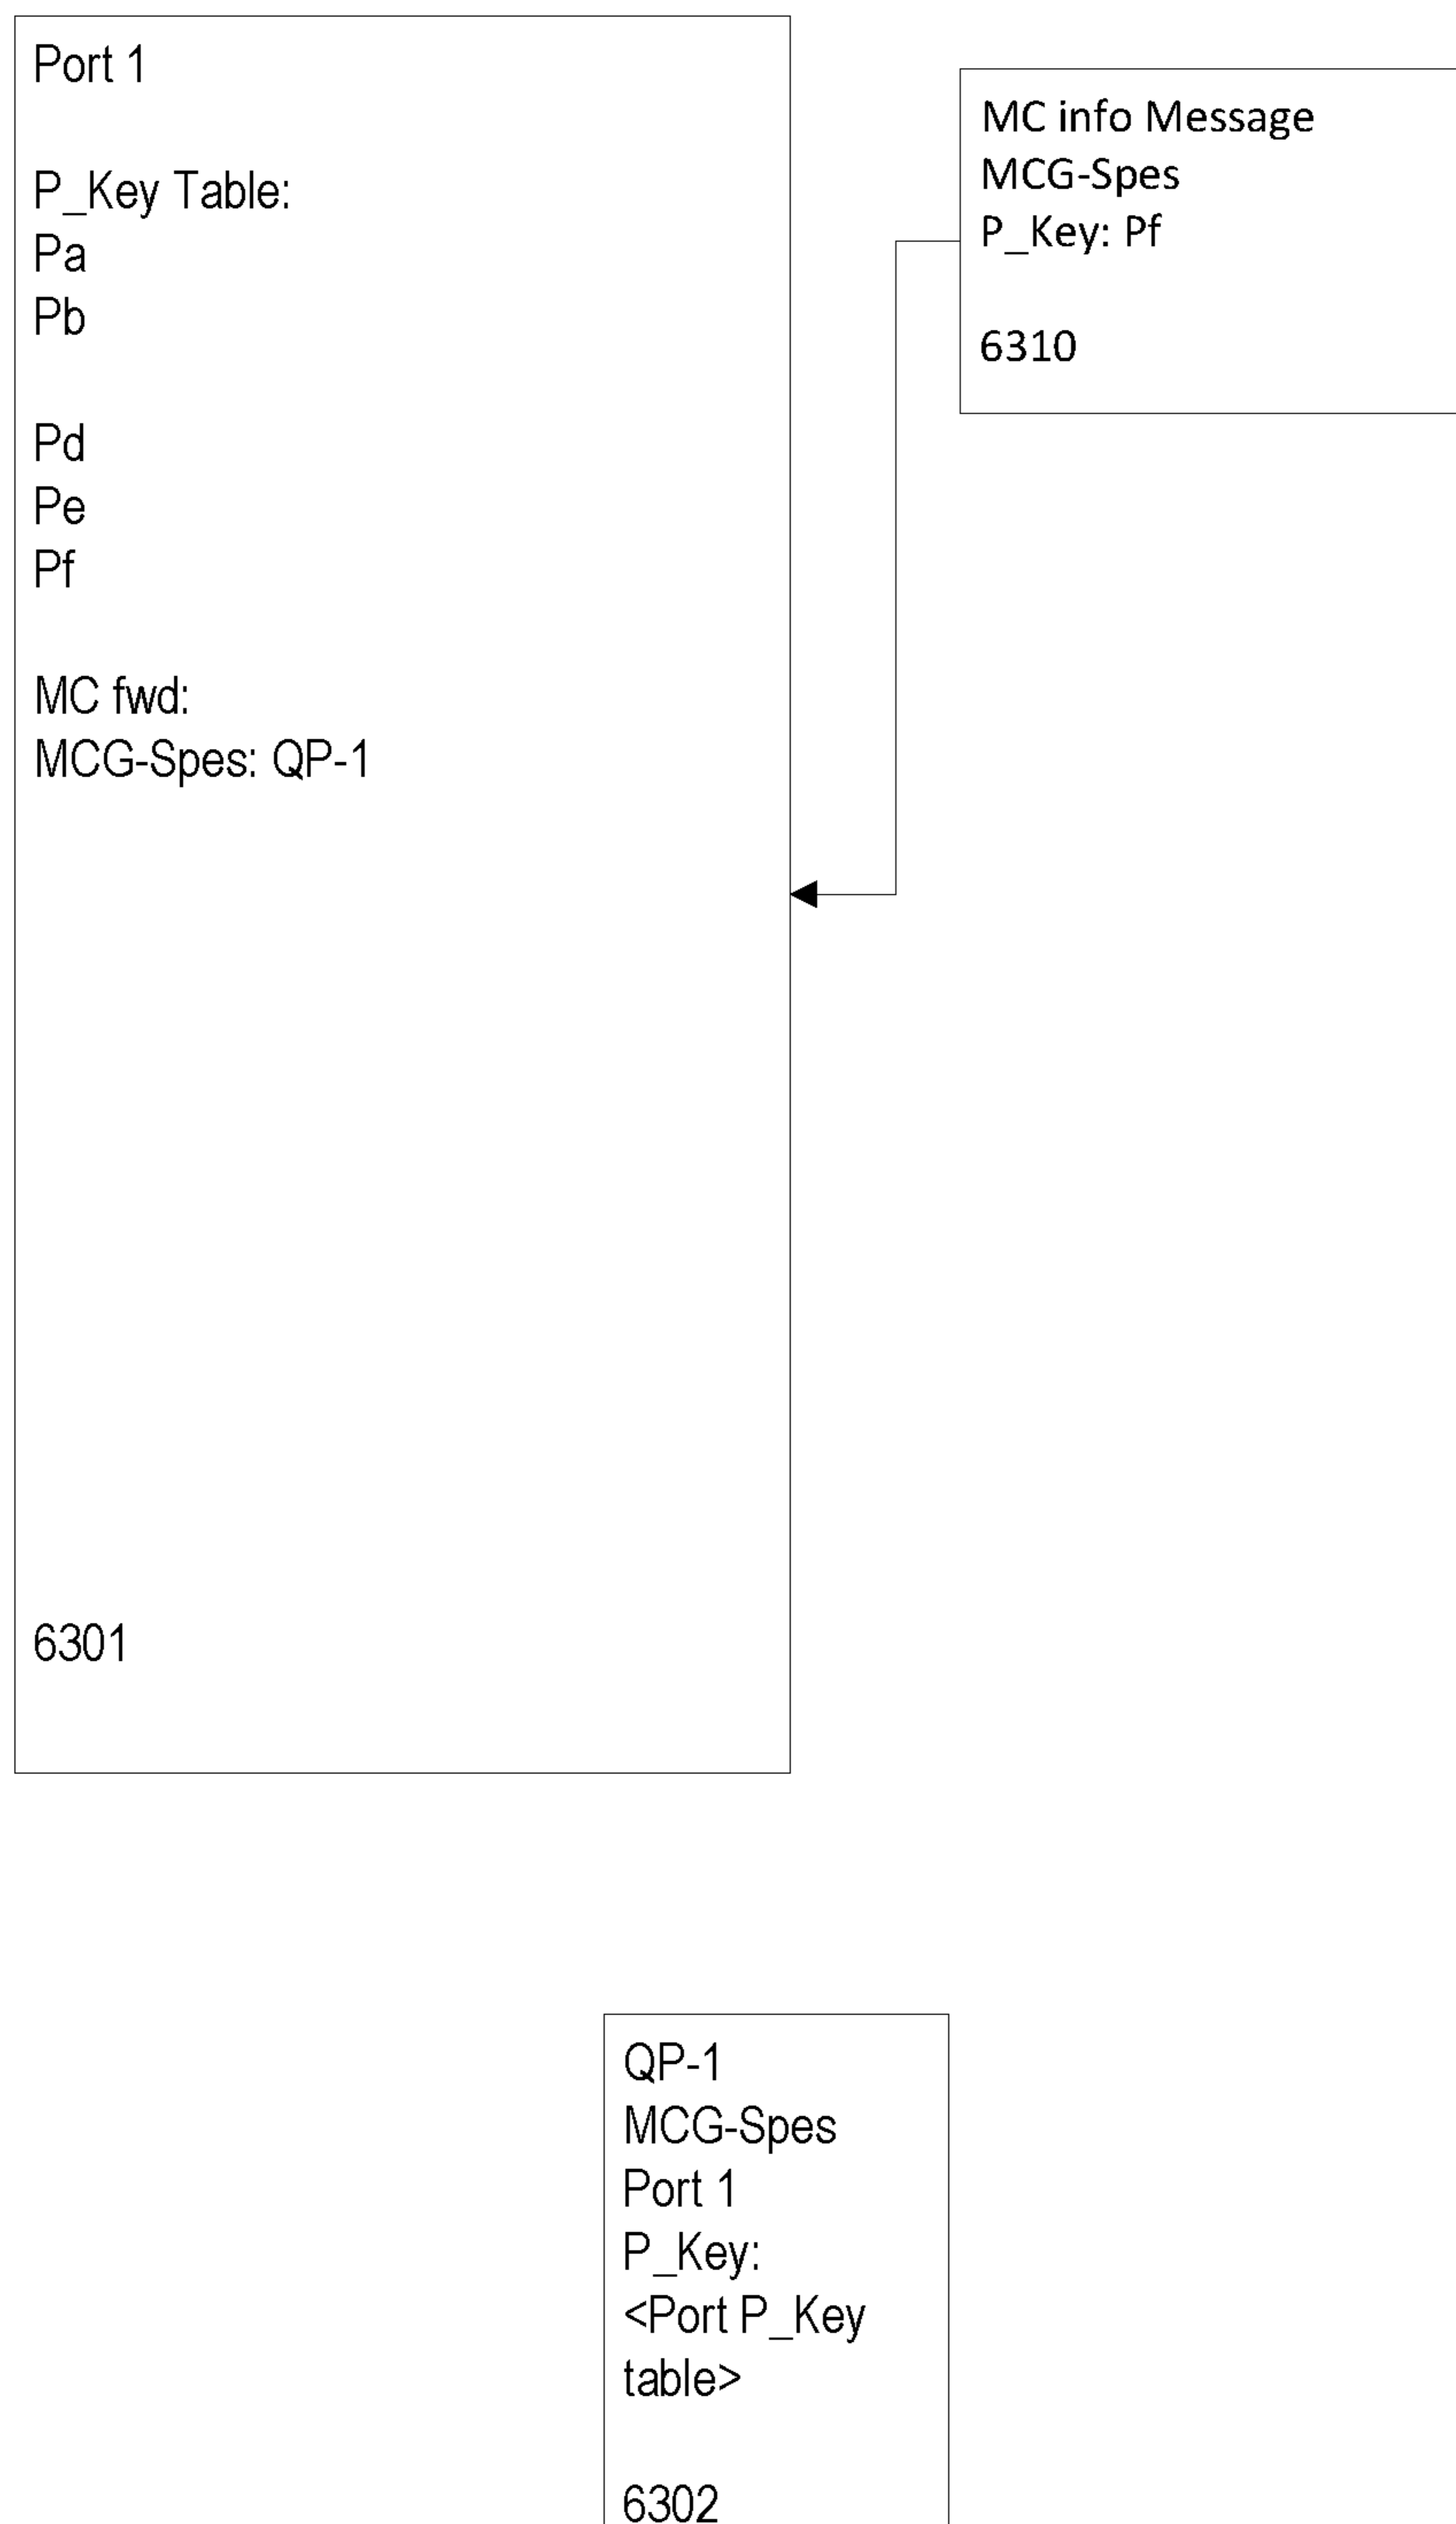 Port 1
P_Key Table:
Pa
Pb
Pd
Pe
Pf
MC fwd:
MCG-Spes: QP-1
6301
MC info Message
MCG-Spes
P_Key: Pf
6310
QP-1
MCG-Spes
Port 1
P_Key:
<Port P_Key
table>
6302